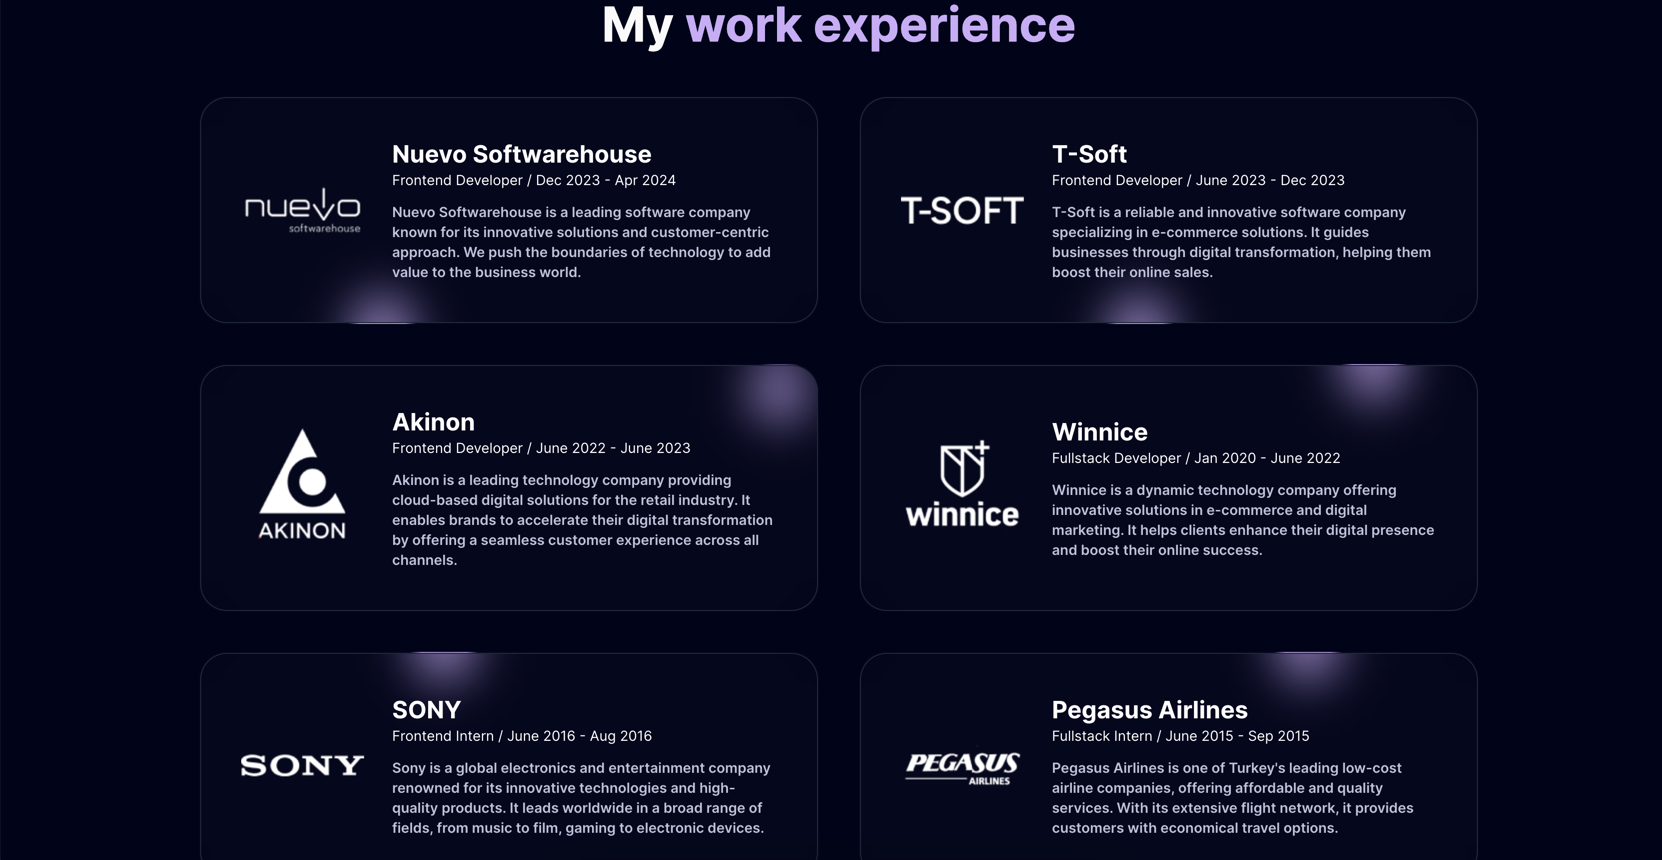 My work experience
nuevo
softwarehouse
Nuevo Softwarehouse
Frontend Developer / Dec 2023 - Apr 2024
Nuevo Softwarehouse is a leading software company
known for its innovative solutions and customer-centric
approach. We push the boundaries of technology to add
value to the business world.
T-SOFT
T-Soft
Frontend Developer / June 2023 - Dec 2023
T-Soft is a reliable and innovative software company
specializing in e-commerce solutions. It guides
businesses through digital transformation, helping them
boost their online sales.
AKINON
Akinon
Frontend Developer / June 2022 - June 2023
Akinon is a leading technology company providing
cloud-based digital solutions for the retail industry. It
enables brands to accelerate their digital transformation
by offering a seamless customer experience across all
channels.
winnice
Winnice
Fullstack Developer / Jan 2020 - June 2022
Winnice is a dynamic technology company offering
innovative solutions in e-commerce and digital
marketing. It helps clients enhance their digital presence
and boost their online success.
SONY
SONY
Frontend Intern / June 2016 - Aug 2016
Sony is a global electronics and entertainment company
renowned for its innovative technologies and high-
quality products. It leads worldwide in a broad range of
fields, from music to film, gaming to electronic devices.
PEGASUS
AIRLINES
Pegasus Airlines
Fullstack Intern / June 2015 - Sep 2015
Pegasus Airlines is one of Turkey's leading low-cost
airline companies, offering affordable and quality
services. With its extensive flight network, it provides
customers with economical travel options.